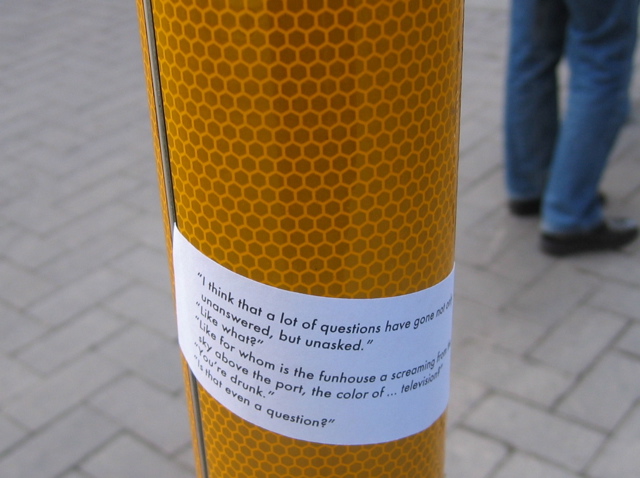 "I think that a lot of questions have gone not
unanswered, but unasked."
"Like what?"
"Like for whom is the funhouse a screaming from
sky above the port, the color of ... television?"
"You're drunk."
"Is that even a question?"